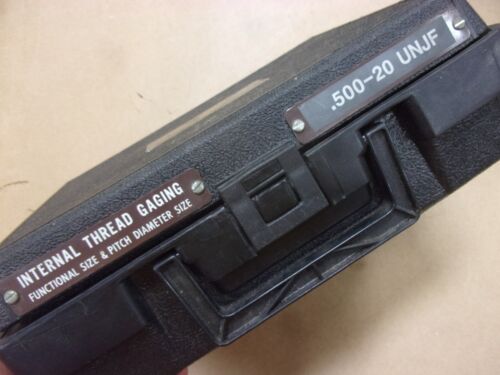 INTERNAL THREAD GAGING
FUNCTIONAL SIZE & PITCH DIAMETER SIZE
.500-20 UNJF